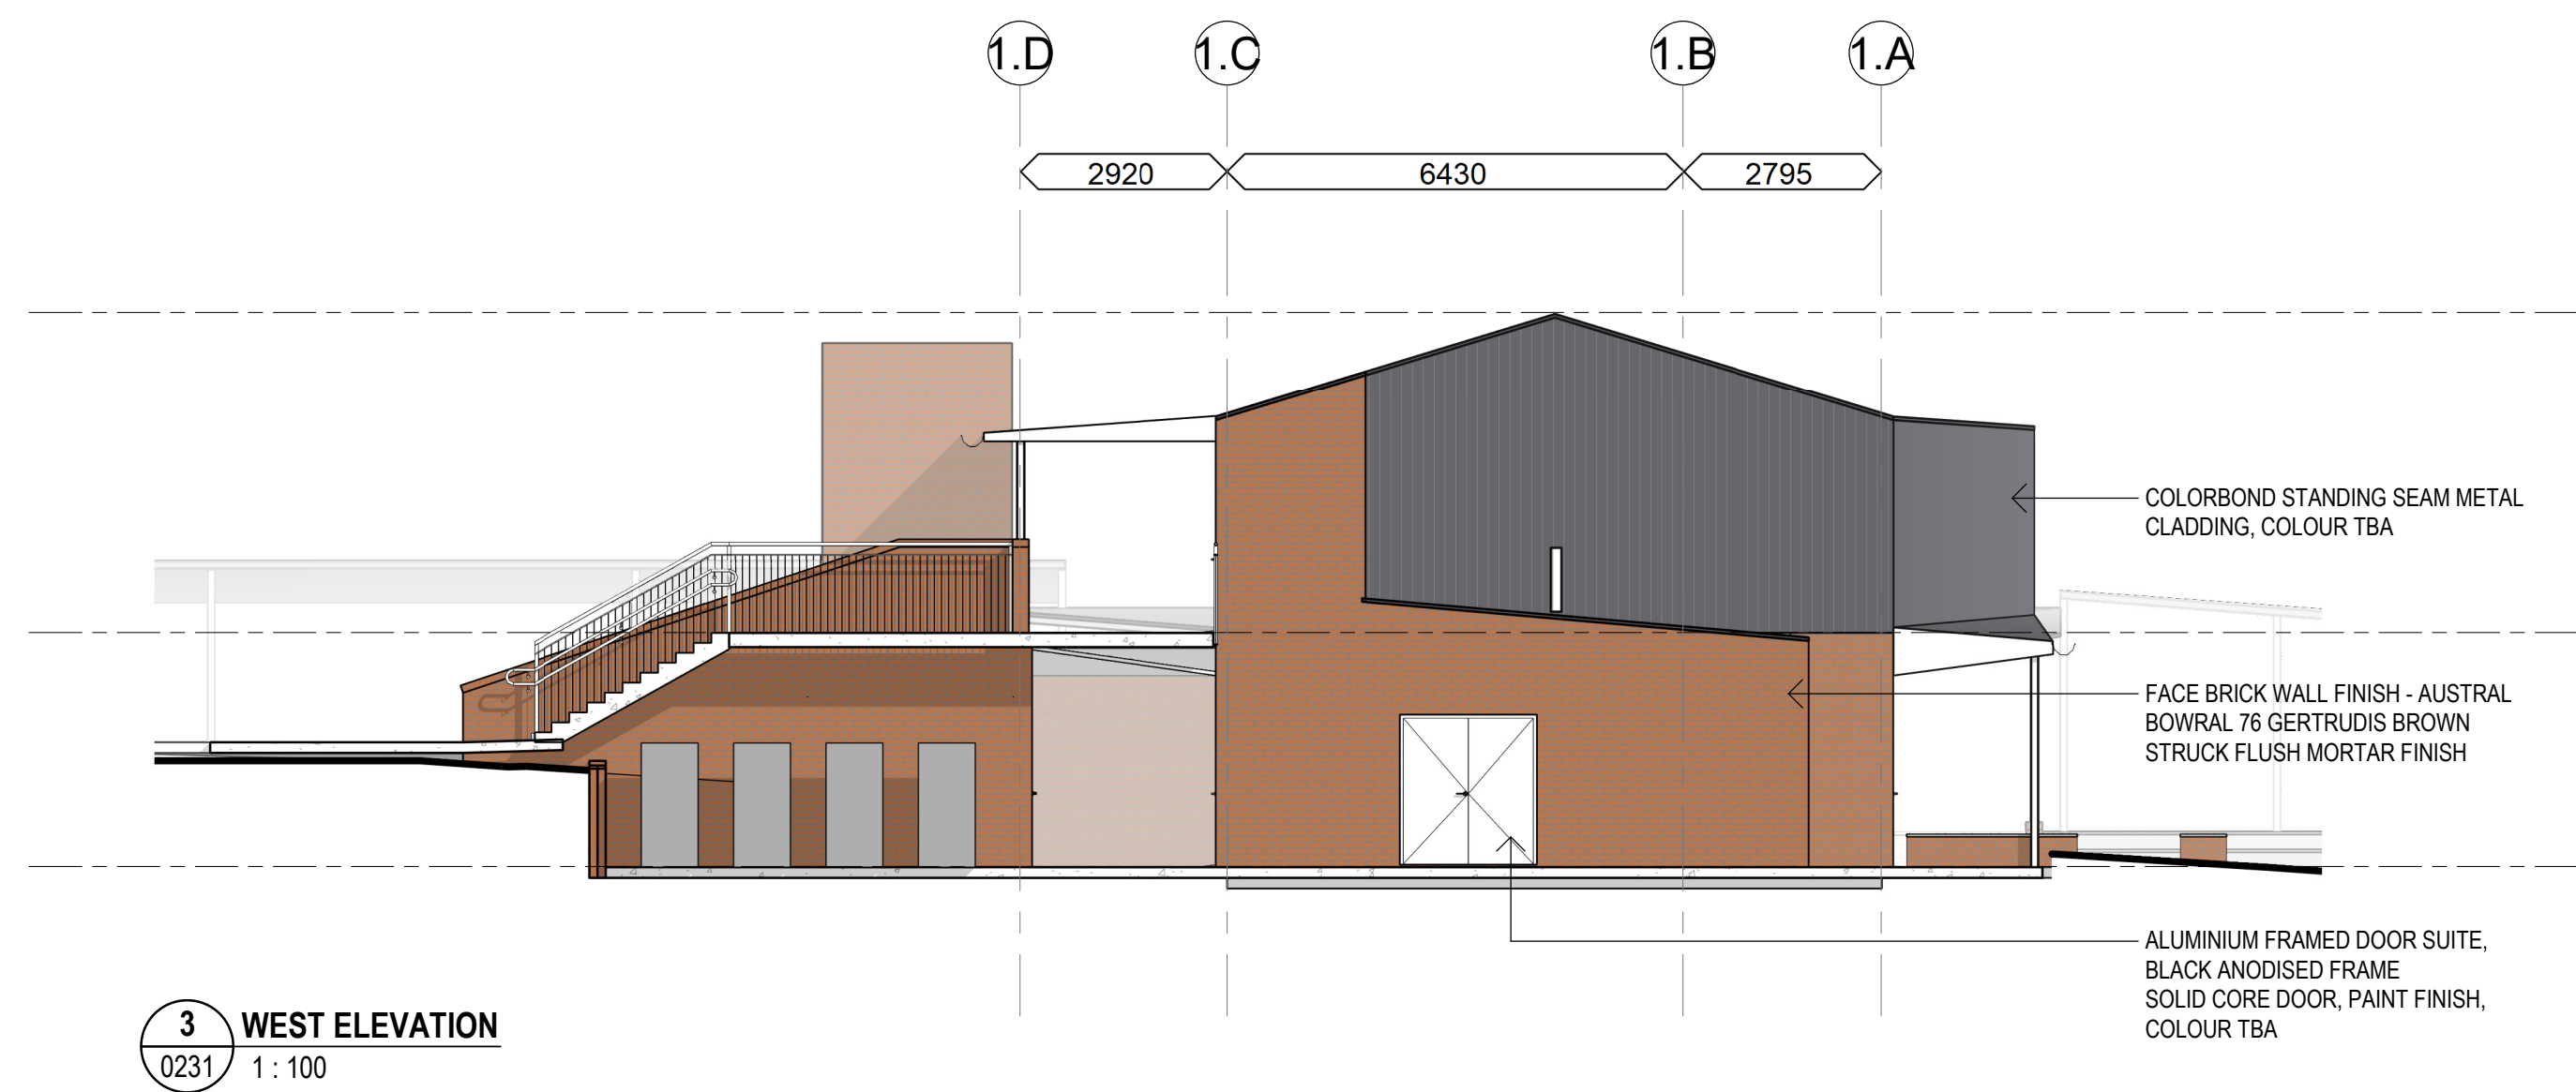 1.D
1.C
1.B
1.A
2920
6430
2795
COLORBOND STANDING SEAM METAL
CLADDING, COLOUR TBA
FACE BRICK WALL FINISH - AUSTRAL
BOWRAL 76 GERTRUDIS BROWN
STRUCK FLUSH MORTAR FINISH
ALUMINIUM FRAMED DOOR SUITE,
BLACK ANODISED FRAME
SOLID CORE DOOR, PAINT FINISH,
COLOUR TBA
3
WEST ELEVATION
0231
1 : 100